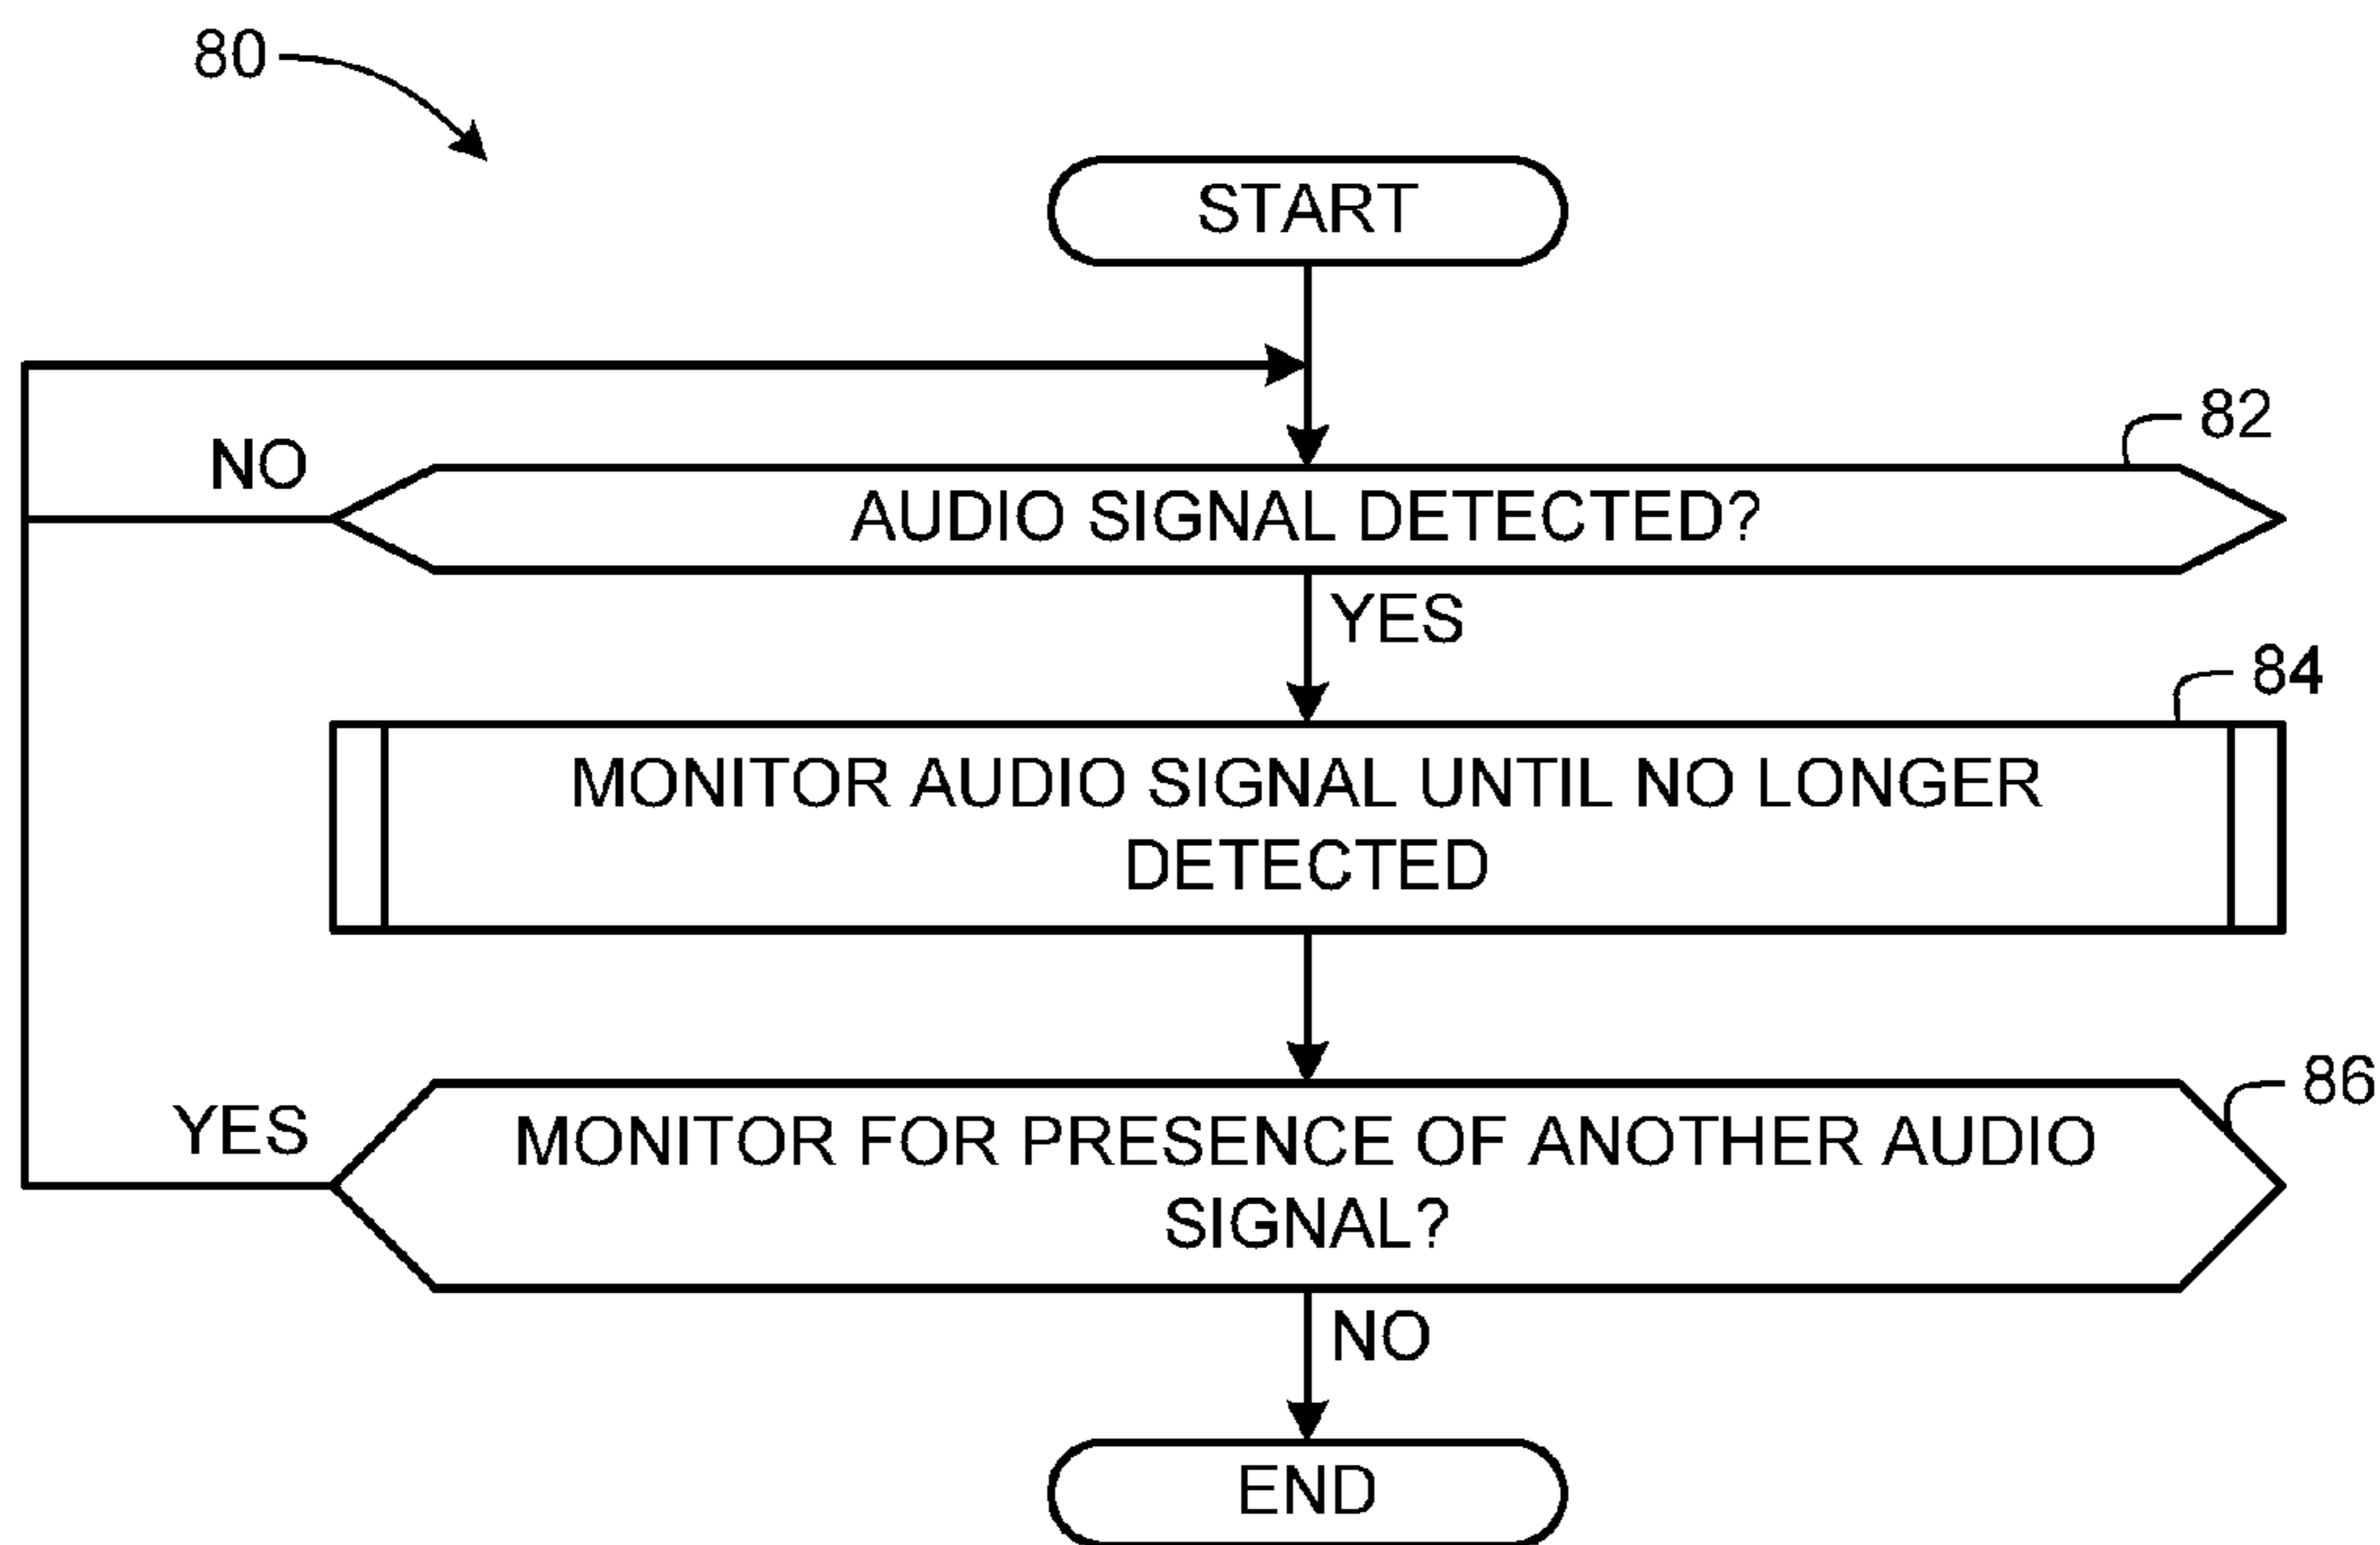 80
START
82
NO
AUDIO SIGNAL DETECTED?
YES
84
MONITOR AUDIO SIGNAL UNTIL NO LONGER
DETECTED
86
YES
MONITOR FOR PRESENCE OF ANOTHER AUDIO
SIGNAL?
NO
END